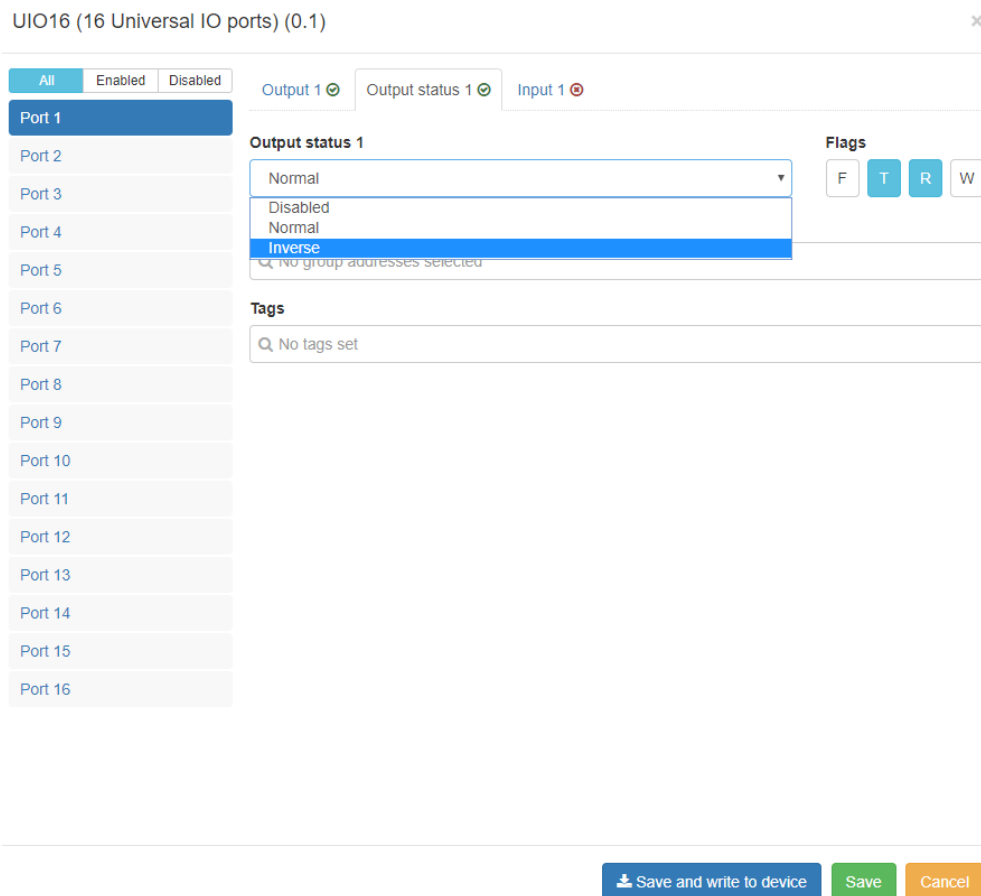 UIO16 (16 Universal IO ports) (0.1)
×
All Enabled Disabled
Port 1
Port 2
Port 3
Port 4
Port 5
Port 6
Port 7
Port 8
Port 9
Port 10
Port 11
Port 12
Port 13
Port 14
Port 15
Port 16
Output 1 Output status 1 Input 1
Output status 1
Normal
Disabled
Normal
Inverse
Flags
F T R W
No group addresses selected
Tags
No tags set
Save and write to device Save Cancel